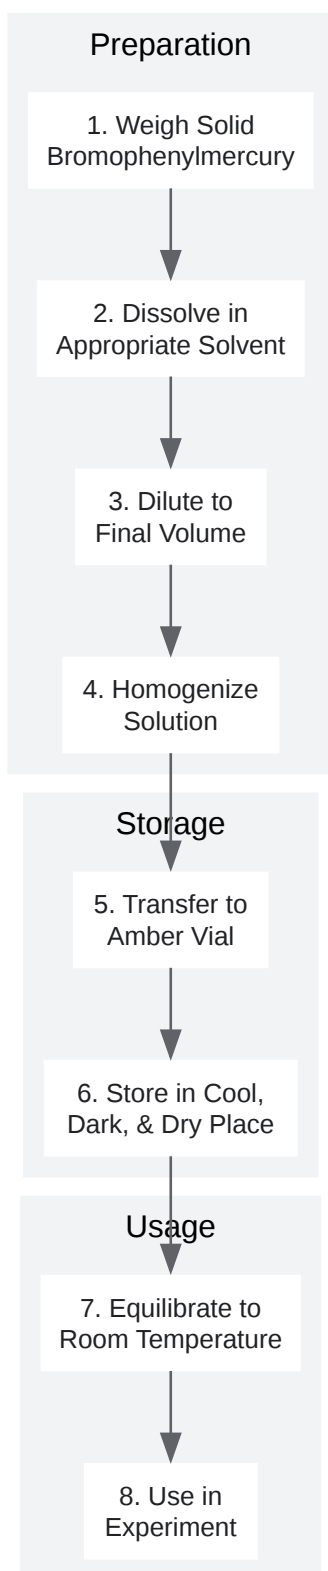 Preparation
1. Weigh Solid
Bromophenylmercury
2. Dissolve in
Appropriate Solvent
3. Dilute to
Final Volume
4. Homogenize
Solution
Storage
5. Transfer to
Amber Vial
6. Store in Cool,
Dark, & Dry Place
Usage
7. Equilibrate to
Room Temperature
8. Use in
Experiment